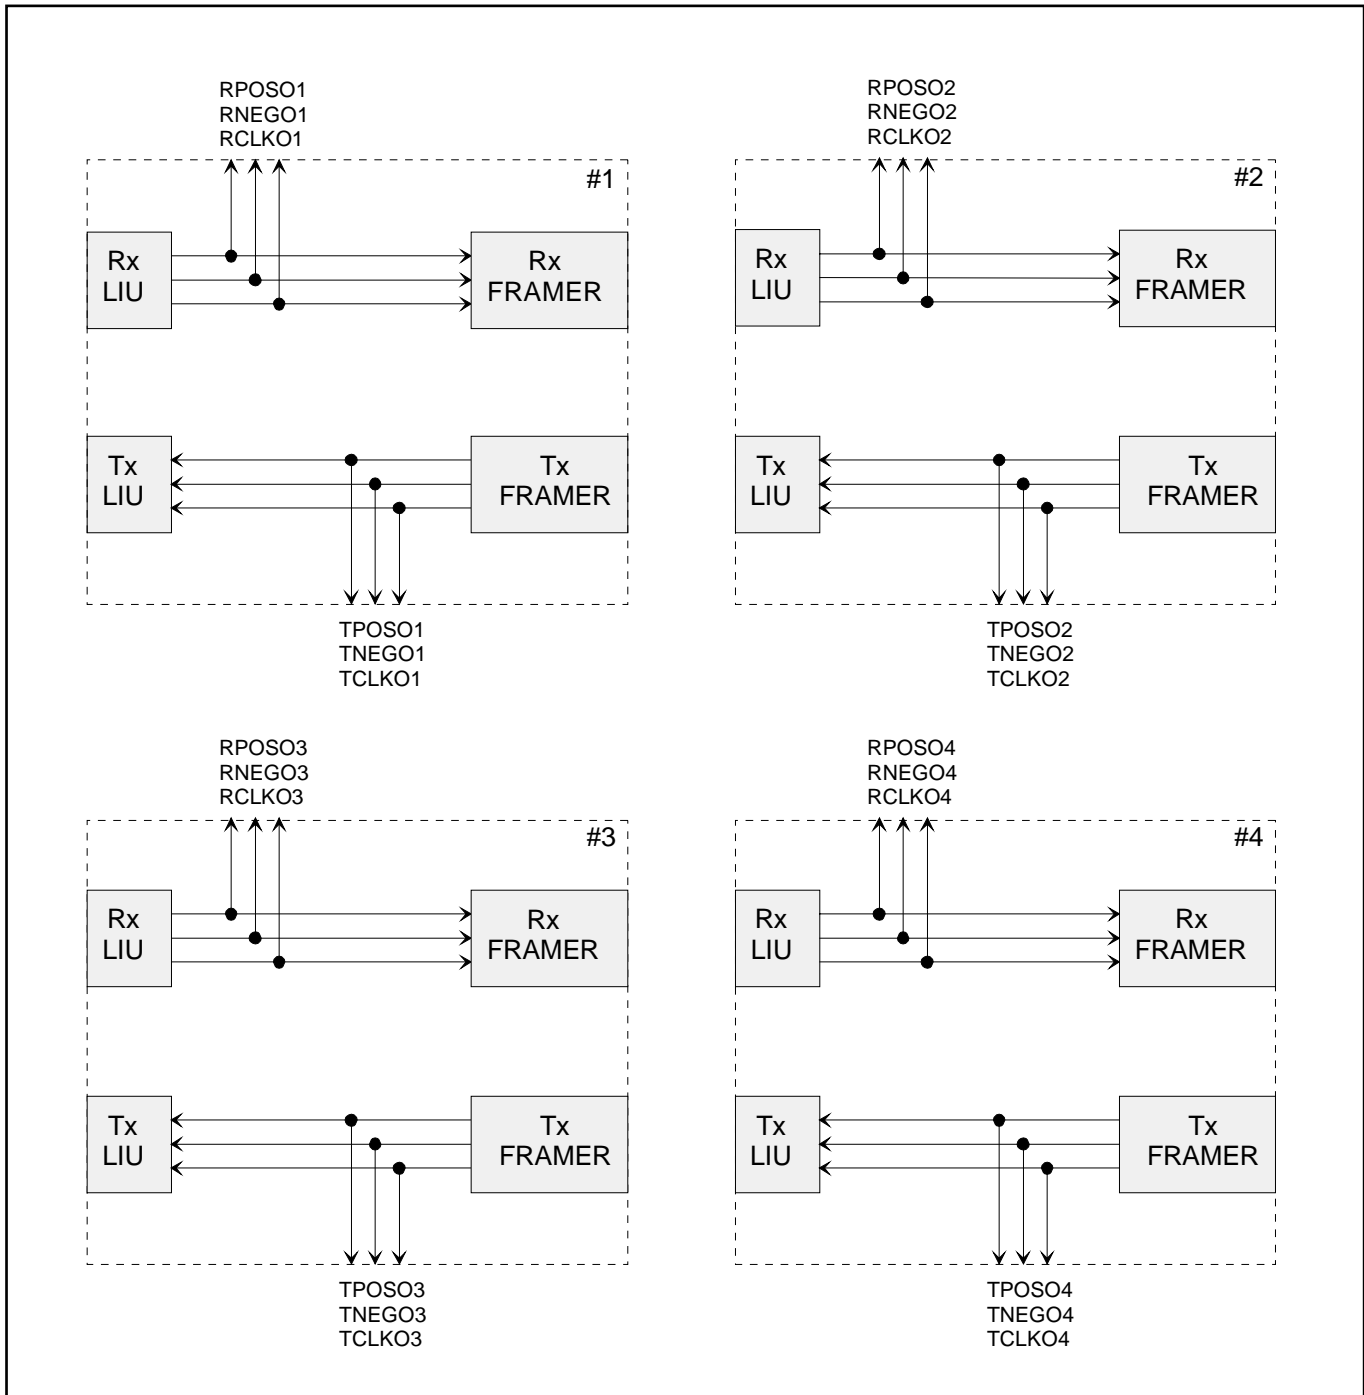 RPOSO1
RNEGO1
RCLKO1
#1
Rx
LIU
Rx
FRAMER
Tx
LIU
Tx
FRAMER
TPOSO1
TNEGO1
TCLKO1
RPOSO2
RNEGO2
RCLKO2
#2
Rx
LIU
Rx
FRAMER
Tx
LIU
Tx
FRAMER
TPOSO2
TNEGO2
TCLKO2
RPOSO3
RNEGO3
RCLKO3
#3
Rx
LIU
Rx
FRAMER
Tx
LIU
Tx
FRAMER
TPOSO3
TNEGO3
TCLKO3
RPOSO4
RNEGO4
RCLKO4
#4
Rx
LIU
Rx
FRAMER
Tx
LIU
Tx
FRAMER
TPOSO4
TNEGO4
TCLKO4